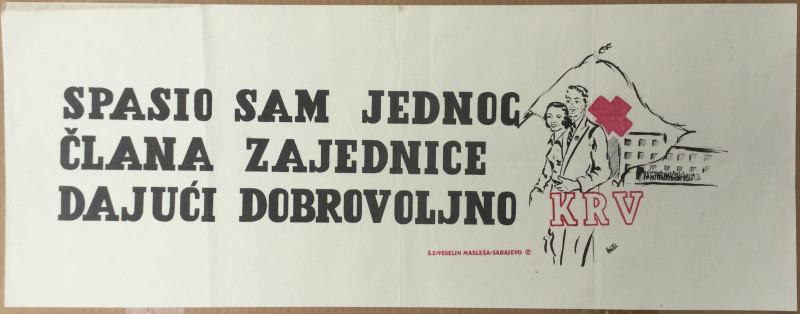 SPASIO SAM JEDNOG
ČLANA ZAJEDNICE
DAJUĆI DOBROVOLJNO KRV
Š.Z.-VESELIN MASLEŠA-SARAJEVO